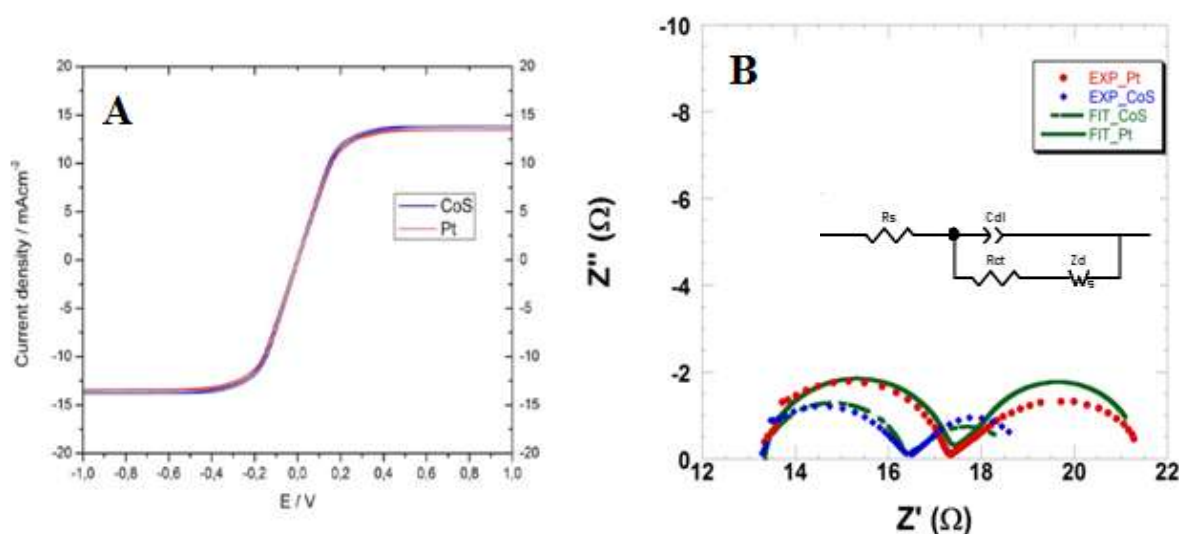 A
20
15
10
5
0
-5
-10
-15
-20
20
15
10
5
0
-5
-10
-15
-20
-1,0 -0,8 -0,6 -0,4 -0,2 0,0 0,2 0,4 0,6 0,8 1,0
Current density / mAcm⁻²
E / V
CoS
Pt
B
-10
-8
-6
-4
-2
0
12 14 16 18 20 22
Z'' (Ω)
Z' (Ω)
EXP_Pt
EXP_CoS
FIT_CoS
FIT_Pt
Rs Cdl
Rct Zd
s